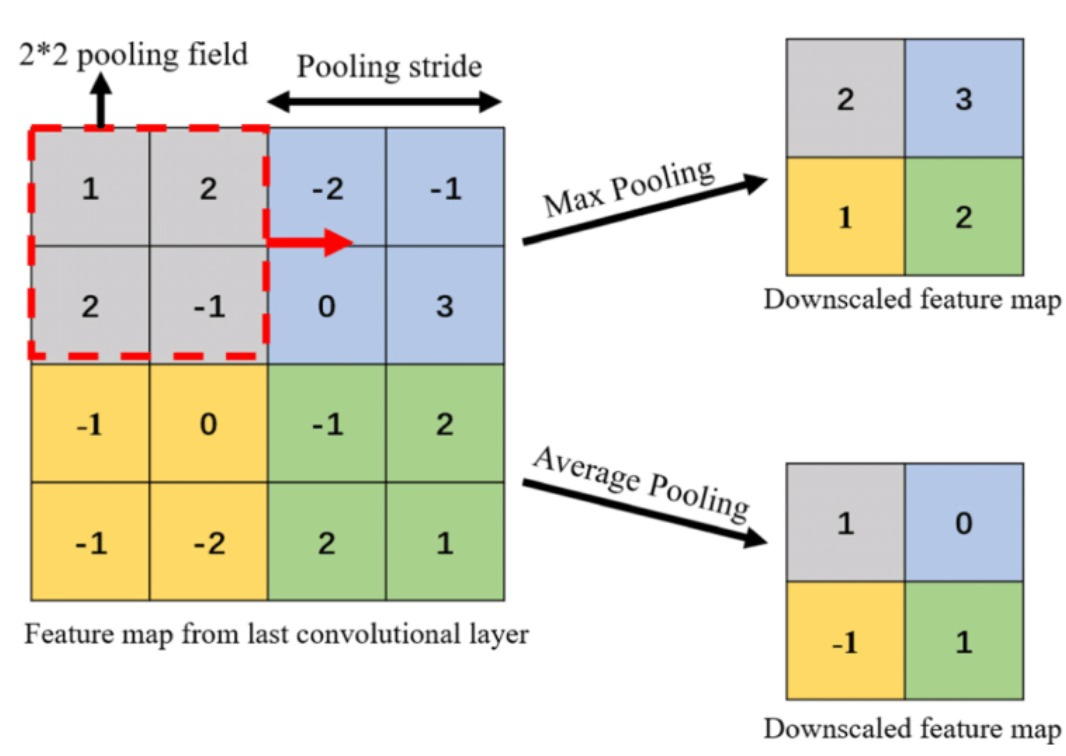 2*2 pooling field
Pooling stride
1 2 -2 -1
2 -1 0 3
-1 0 -1 2
-1 -2 2 1
Feature map from last convolutional layer
Max Pooling
2 3
1 2
Downscaled feature map
Average Pooling
1 0
-1 1
Downscaled feature map